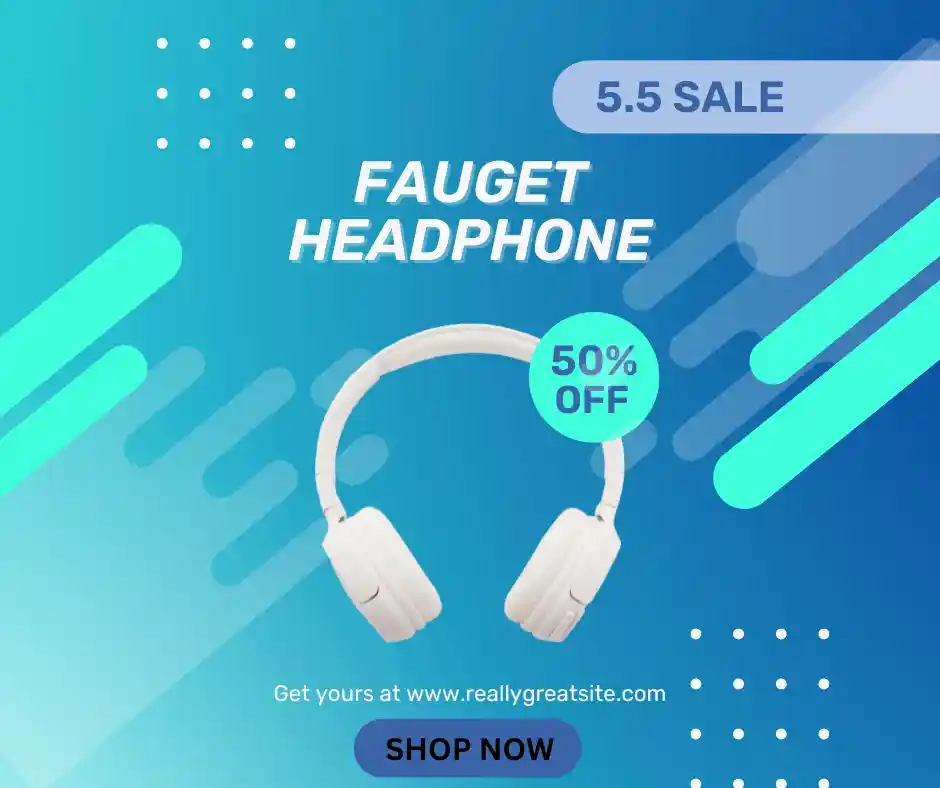 5.5 SALE
FAUGET
HEADPHONE
50%
OFF
Get yours at www.reallygreatsite.com
SHOP NOW